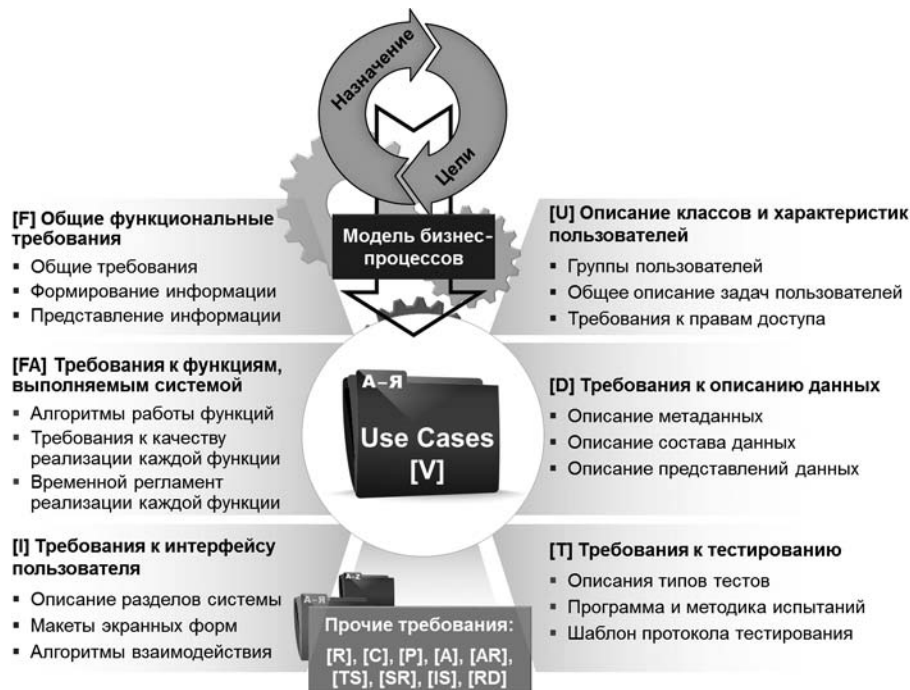 Назначение
Цели
Модель бизнес-
процессов
[F] Общие функциональные
требования
▪ Общие требования
▪ Формирование информации
▪ Представление информации
[U] Описание классов и характеристик
пользователей
▪ Группы пользователей
▪ Общее описание задач пользователей
▪ Требования к правам доступа
[FA] Требования к функциям,
выполняемым системой
▪ Алгоритмы работы функций
▪ Требования к качеству
реализации каждой функции
▪ Временной регламент
реализации каждой функции
А–Я
Use Cases
[V]
[D] Требования к описанию данных
▪ Описание метаданных
▪ Описание состава данных
▪ Описание представлений данных
[I] Требования к интерфейсу
пользователя
▪ Описание разделов системы
▪ Макеты экранных форм
▪ Алгоритмы взаимодействия
A–Z
А–Я
Прочие требования:
[R], [C], [P], [A], [AR],
[TS], [SR], [IS], [RD]
[T] Требования к тестированию
▪ Описания типов тестов
▪ Программа и методика испытаний
▪ Шаблон протокола тестирования